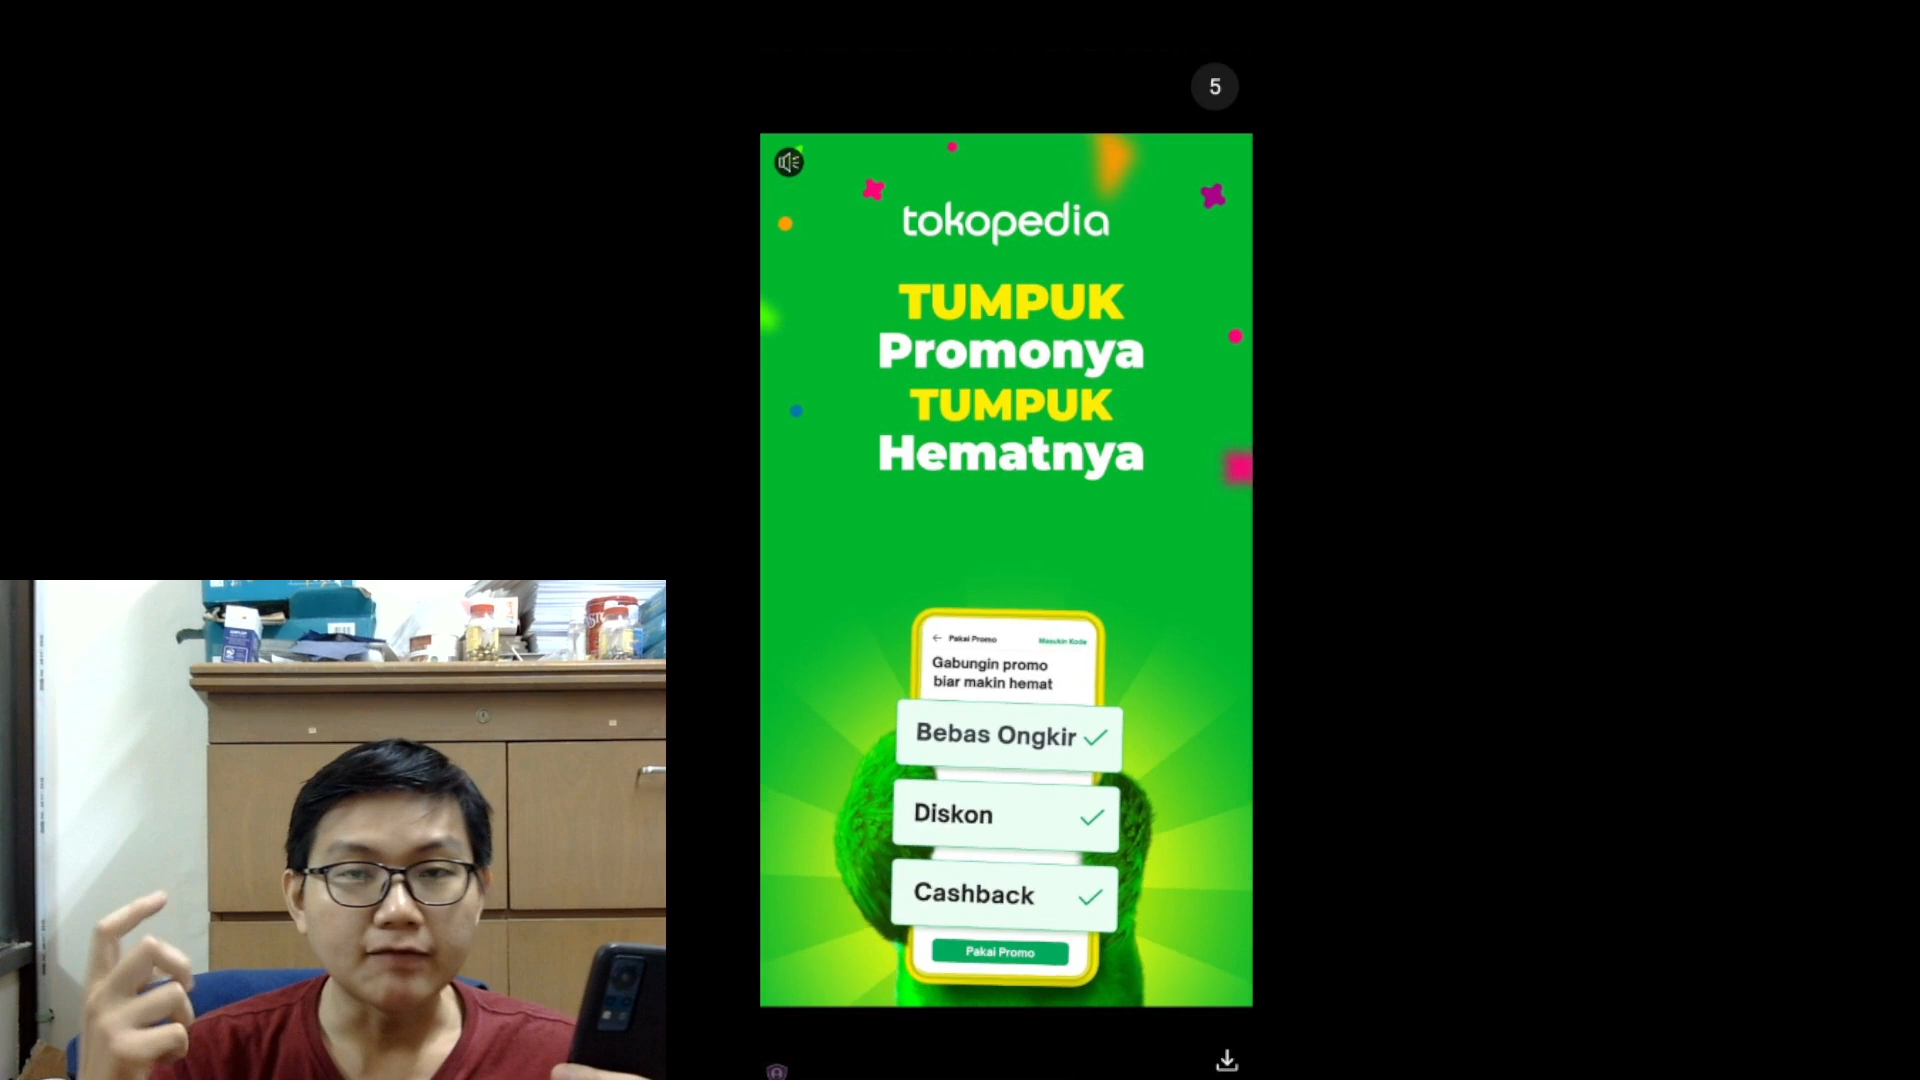 5
tokopedia
TUMPUK
Promonya
TUMPUK
Hematnya
Pakai Promo
Masukin Kode
Gabungin promo
biar makin hemat
Bebas Ongkir
Diskon
Cashback
Pakai Promo